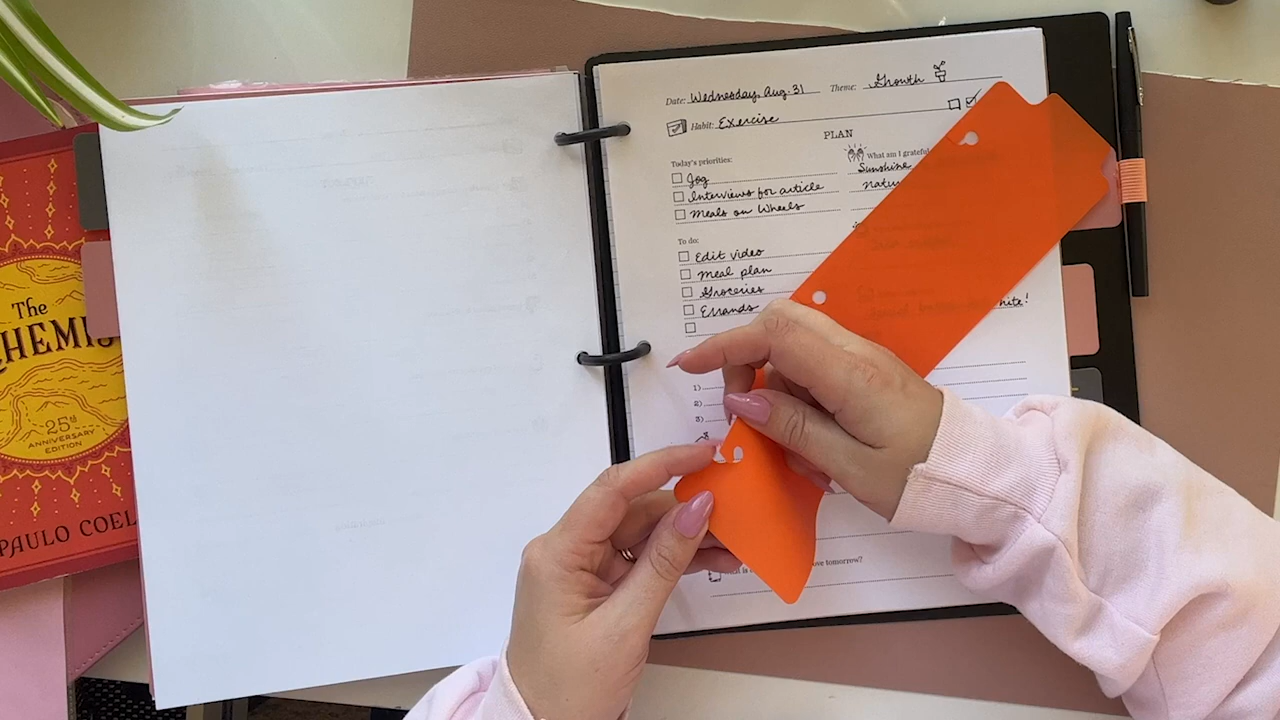 The
PAULO COEL
25th
ANNIVERSARY
EDITION
Date: Wednesday, Aug. 31 Theme: Growth
Habit: Exercise
PLAN
Today's priorities:
Jog
Interviews for article
Meals on Wheels
What am I grateful
Sunshine
To do:
Edit video
Meal plan
Groceries
Errands
1)
2)
3)
tomorrow?